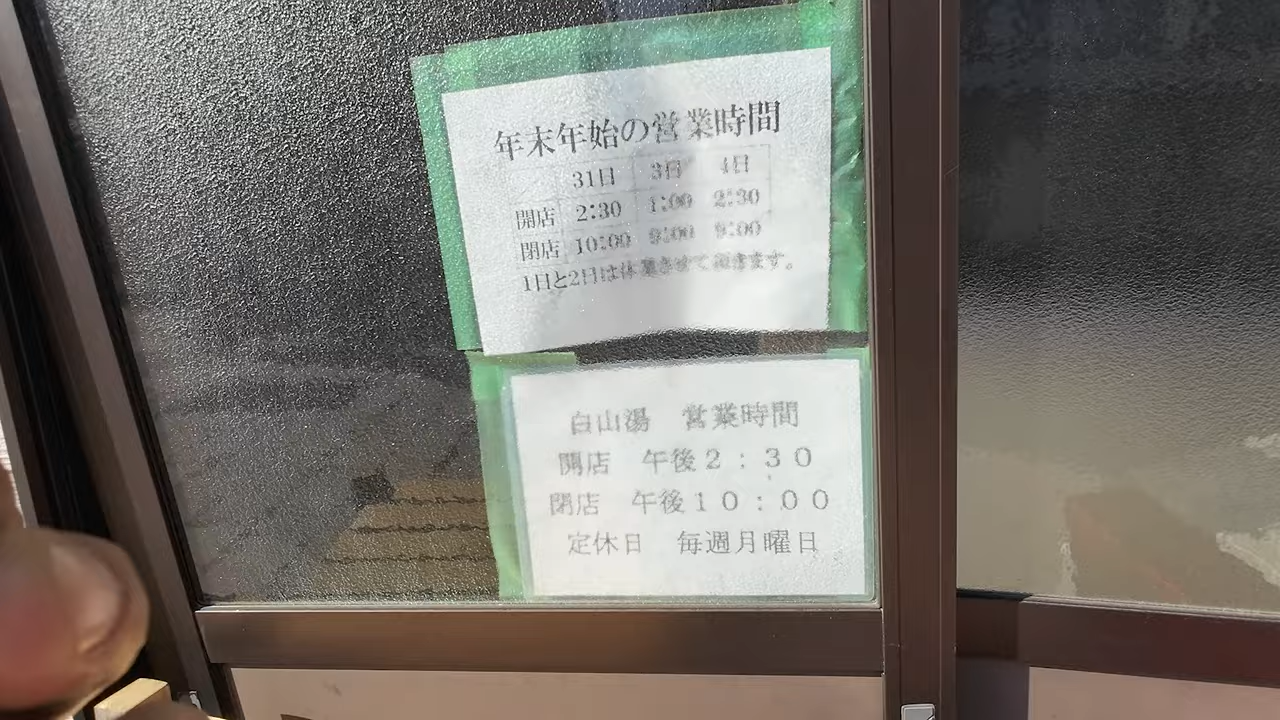 年末年始の営業時間
31日 3日 4日
開店 2:30 1:00 2:30
閉店 10:00 9:00 9:00
1日と2日は休業させて頂きます。
白山湯 営業時間
開店 午後2:30
閉店 午後10:00
定休日 毎週月曜日